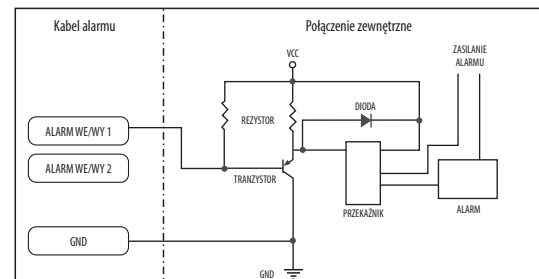 Kabel alarmu
Połączenie zewnętrzne
VCC
ZASILANIE
ALARMU
DIODA
REZYSTOR
ALARM WE/WY 1
ALARM WE/WY 2
TRANZYSTOR
PRZEKAŹNIK
ALARM
GND
GND